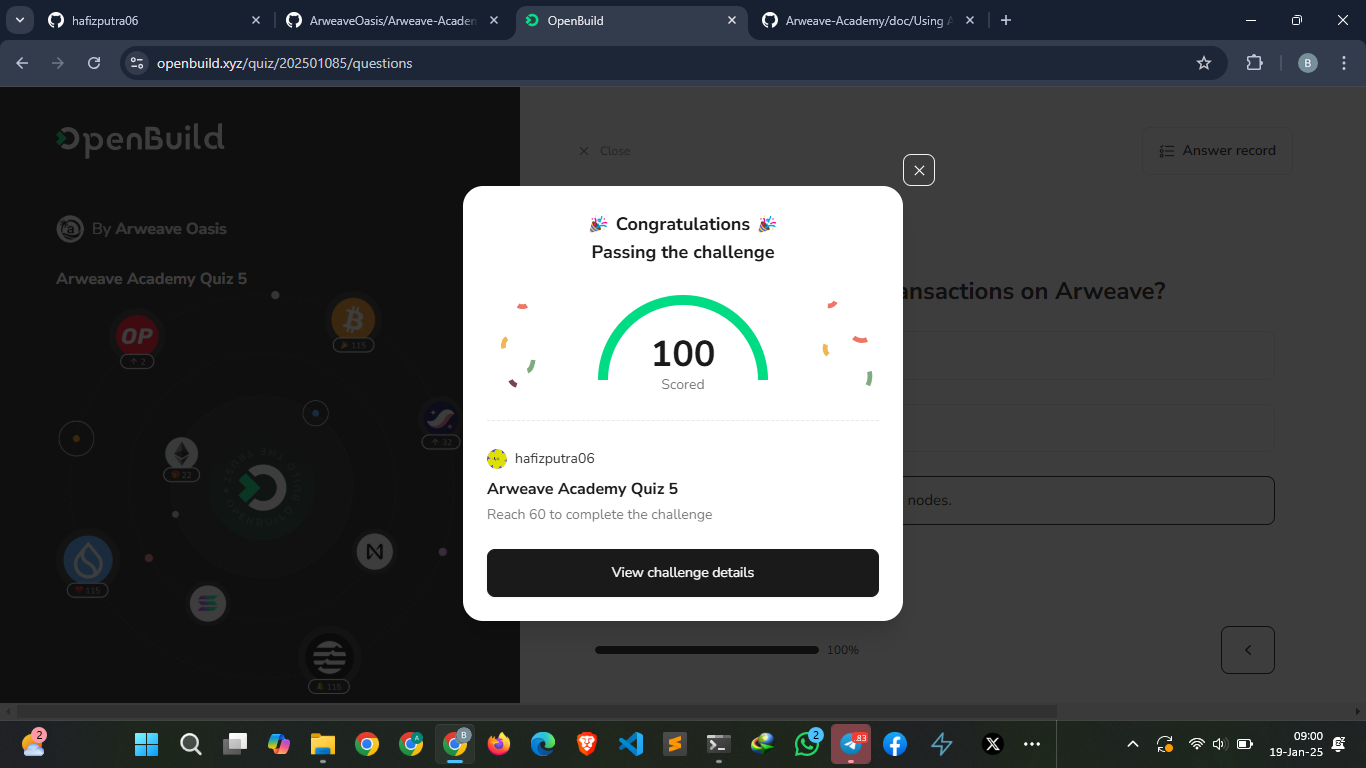 hafizputra06
ArweaveOasis/Arweave-Academ
OpenBuild
Arweave-Academy/doc/Using A
openbuild.xyz/quiz/202501085/questions
B
OpenBuild
By Arweave Oasis
Arweave Academy Quiz 5
OP
2
115
32
22
115
115
Close
Answer record
ansactions on Arweave?
nodes.
100%
Congratulations
Passing the challenge
100
Scored
hafizputra06
Arweave Academy Quiz 5
Reach 60 to complete the challenge
View challenge details
2
A
B
2
83
09:00
19-Jan-25